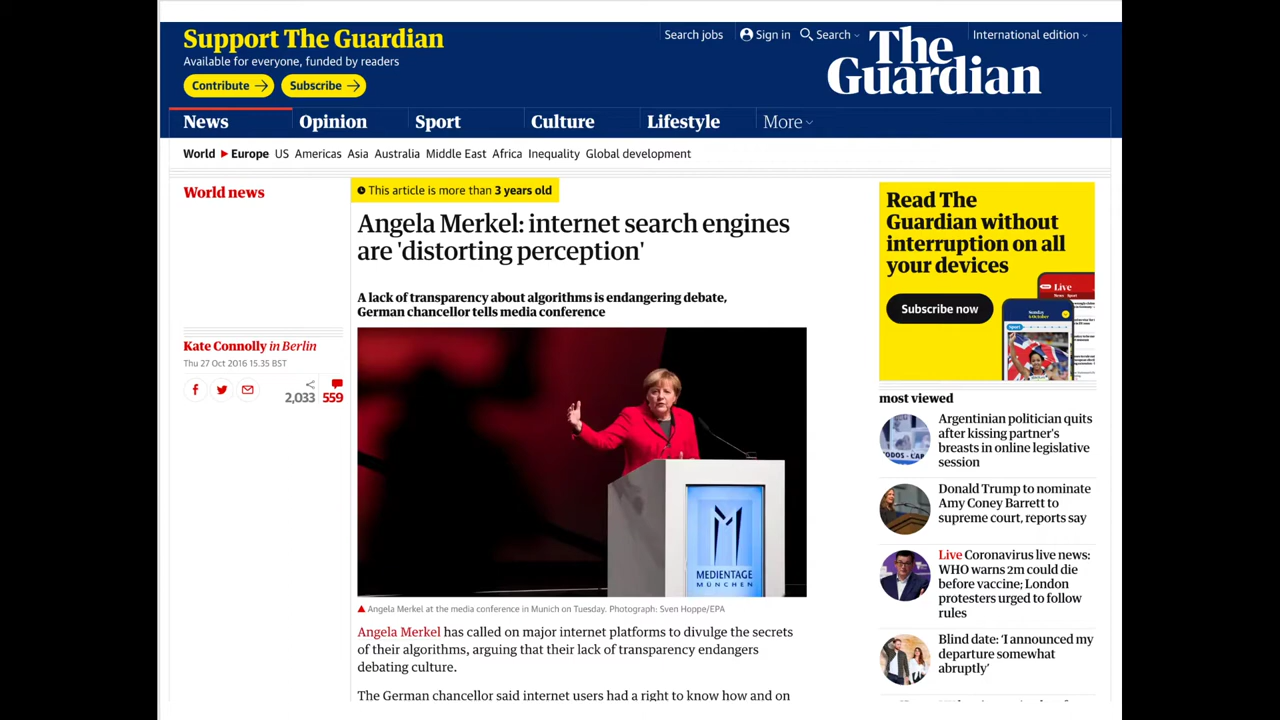 Support The Guardian
Available for everyone, funded by readers
Contribute →
Subscribe →
Search jobs
Sign in
Search
International edition
The
Guardian
News
Opinion
Sport
Culture
Lifestyle
More
World
Europe
US
Americas
Asia
Australia
Middle East
Africa
Inequality
Global development
World news
This article is more than 3 years old
Angela Merkel: internet search engines
are 'distorting perception'
A lack of transparency about algorithms is endangering debate,
German chancellor tells media conference
Kate Connolly in Berlin
Thu 27 Oct 2016 15.35 BST
2,033
559
MEDIENTAGE
MÜNCHEN
Angela Merkel at the media conference in Munich on Tuesday. Photograph: Sven Hoppe/EPA
Angela Merkel has called on major internet platforms to divulge the secrets
of their algorithms, arguing that their lack of transparency endangers
debating culture.
The German chancellor said internet users had a right to know how and on
Read The
Guardian without
interruption on all
your devices
Subscribe now
Live
most viewed
Argentinian politician quits
after kissing partner's
breasts in online legislative
session
Donald Trump to nominate
Amy Coney Barrett to
supreme court, reports say
Live Coronavirus live news:
WHO warns 2m could die
before vaccine; London
protesters urged to follow
rules
Blind date: ‘I announced my
departure somewhat
abruptly’